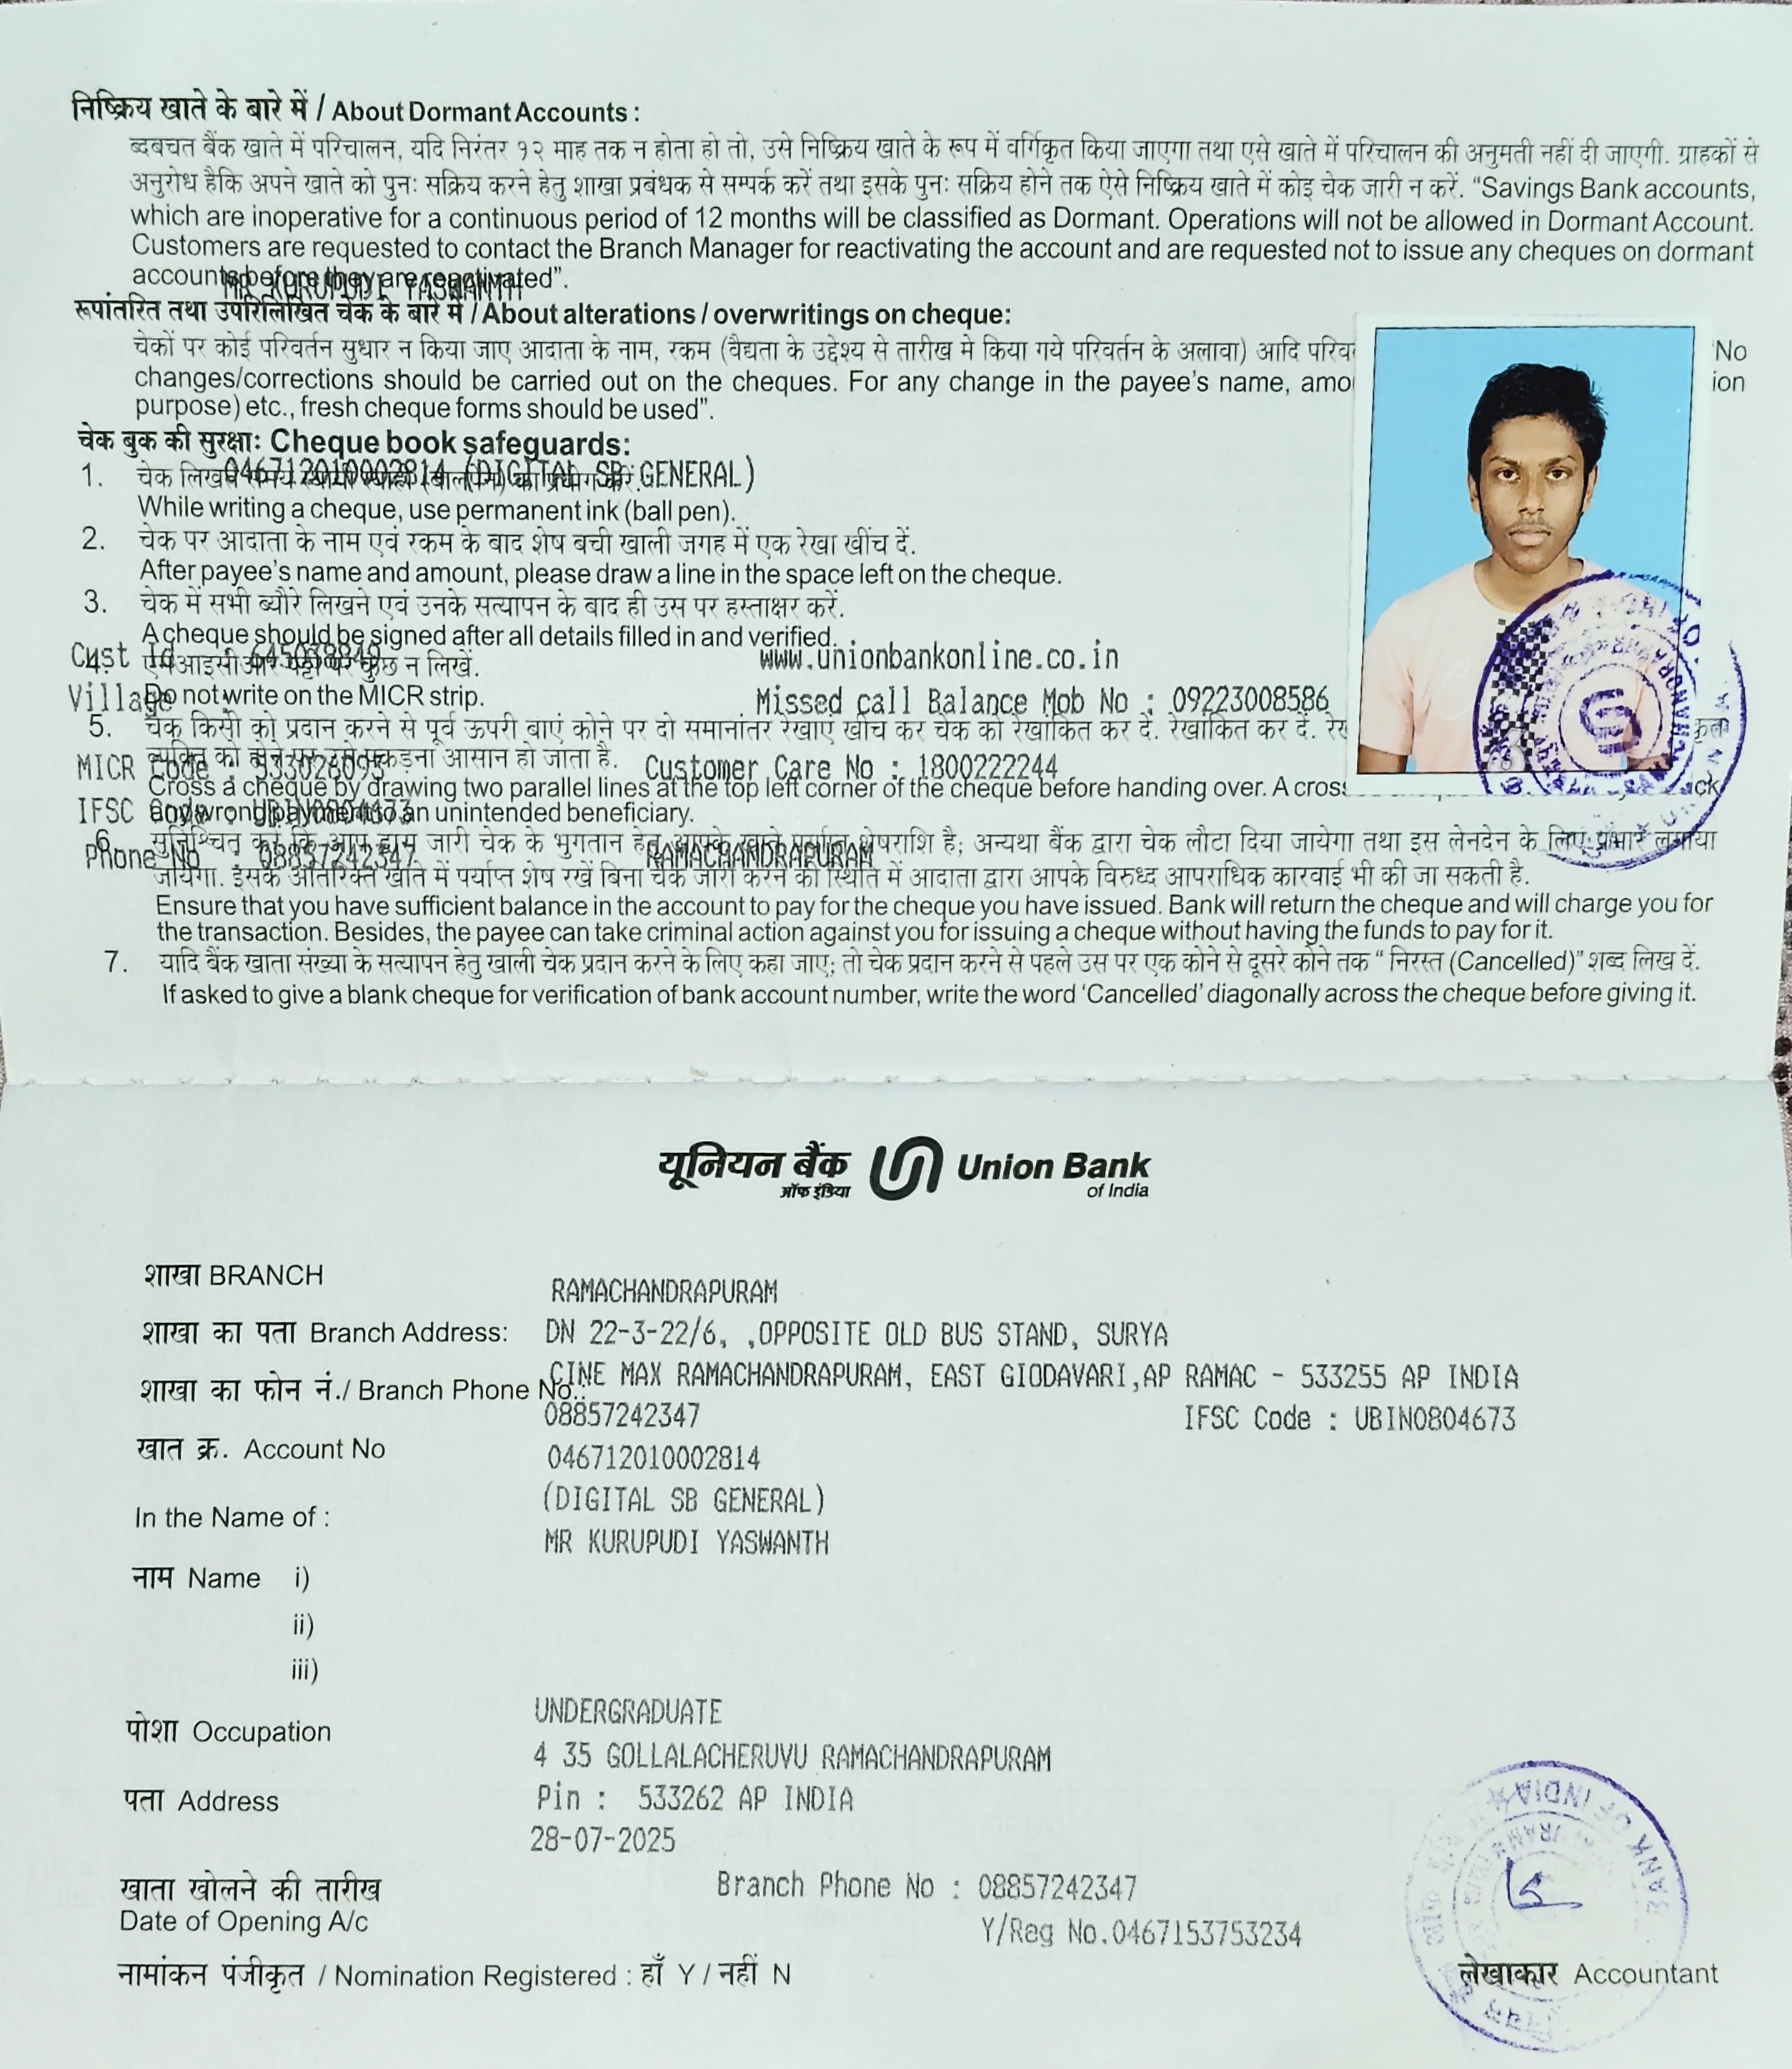 निष्क्रिय खाते के बारे में / About Dormant Accounts :
ब्दबचत बैंक खाते में परिचालन, यदि निरंतर १२ माह तक न होता हो तो, उसे निष्क्रिय खाते के रूप में वर्गिकृत किया जाएगा तथा एसे खाते में परिचालन की अनुमती नहीं दी जाएगी. ग्राहकों से
अनुरोध हैकि अपने खाते को पुनः सक्रिय करने हेतु शाखा प्रबंधक से सम्पर्क करें तथा इसके पुनः सक्रिय होने तक ऐसे निष्क्रिय खाते में कोइ चेक जारी न करें. “Savings Bank accounts,
which are inoperative for a continuous period of 12 months will be classified as Dormant. Operations will not be allowed in Dormant Account.
Customers are requested to contact the Branch Manager for reactivating the account and are requested not to issue any cheques on dormant
accounts before they are reactivated”.
MR KURUPUDI YASWANTH
रूपांतरित तथा उपरिलिखित चेक के बारे में / About alterations / overwritings on cheque:
चेकों पर कोई परिवर्तन सुधार न किया जाए आदाता के नाम, रकम (वैद्यता के उद्देश्य से तारीख मे किया गये परिवर्तन के अलावा) आदि ‘No
changes/corrections should be carried out on the cheques. For any change in the payee’s name, amo ion
purpose) etc., fresh cheque forms should be used”.
चेक बुक की सुरक्षाः Cheque book safeguards:
046712010002814 (DIGITAL SB GENERAL)
1. चेक लिखते समय
While writing a cheque, use permanent ink (ball pen).
2. चेक पर आदाता के नाम एवं रकम के बाद शेष बची खाली जगह में एक रेखा खींच दें.
After payee’s name and amount, please draw a line in the space left on the cheque.
3. चेक में सभी ब्यौरे लिखने एवं उनके सत्यापन के बाद ही उस पर हस्ताक्षर करें.
A cheque should be signed after all details filled in and verified.
Cust Id www.unionbankonline.co.in
4. एमआइसीआर पट्टी पर कुछ न लिखें.
Village Missed call Balance Mob No : 09223008586
Do not write on the MICR strip.
5. चेक किसी को प्रदान करने से पूर्व ऊपरी बाएं कोने पर दो समानांतर रेखाएं खींच कर चेक को रेखांकित कर दें. रेखांकित कर दें.
व्यक्ति को पकड़ना आसान हो जाता है.
MICR Code : Customer Care No : 1800222244
Cross a cheque by drawing two parallel lines at the top left corner of the cheque before handing over. A cross ck
IFSC Code : UBIN0804673
any wrong payment to an unintended beneficiary.
6. सुनिश्चित करें कि आप द्वारा जारी चेक के भुगतान हेतु आपके खाते पर्याप्त शेषराशि है; अन्यथा बैंक द्वारा चेक लौटा दिया जायेगा तथा इस लेनदेन के लिए प्रभार लगाया
Phone No : 08857242347 RAMACHANDRAPURAM
जायेगा. इसके अतिरिक्त खाते में पर्याप्त शेष रखें बिना चेक जारी करने की स्थिति में आदाता द्वारा आपके विरुध्द आपराधिक कारवाई भी की जा सकती है.
Ensure that you have sufficient balance in the account to pay for the cheque you have issued. Bank will return the cheque and will charge you for
the transaction. Besides, the payee can take criminal action against you for issuing a cheque without having the funds to pay for it.
7. यादि बैंक खाता संख्या के सत्यापन हेतु खाली चेक प्रदान करने के लिए कहा जाए; तो चेक प्रदान करने से पहले उस पर एक कोने से दूसरे कोने तक “ निरस्त (Cancelled)” शब्द लिख दें.
If asked to give a blank cheque for verification of bank account number, write the word ‘Cancelled’ diagonally across the cheque before giving it.
यूनियन बैंक Union Bank
ऑफ इंडिया of India
शाखा BRANCH RAMACHANDRAPURAM
शाखा का पता Branch Address: DN 22-3-22/6, ,OPPOSITE OLD BUS STAND, SURYA
CINE MAX RAMACHANDRAPURAM, EAST GIODAVARI,AP RAMAC - 533255 AP INDIA
शाखा का फोन नं./ Branch Phone No.:
08857242347 IFSC Code : UBIN0804673
खात क्र. Account No 046712010002814
(DIGITAL SB GENERAL)
In the Name of :
MR KURUPUDI YASWANTH
नाम Name i)
ii)
iii)
UNDERGRADUATE
पोशा Occupation
4 35 GOLLALACHERUVU RAMACHANDRAPURAM
पता Address Pin : 533262 AP INDIA
28-07-2025
खाता खोलने की तारीख Branch Phone No : 08857242347
Date of Opening A/c
Y/Reg No.0467153753234
नामांकन पंजीकृत / Nomination Registered : हाँ Y / नहीं N
लेखाकार Accountant
BANK OF INDIA